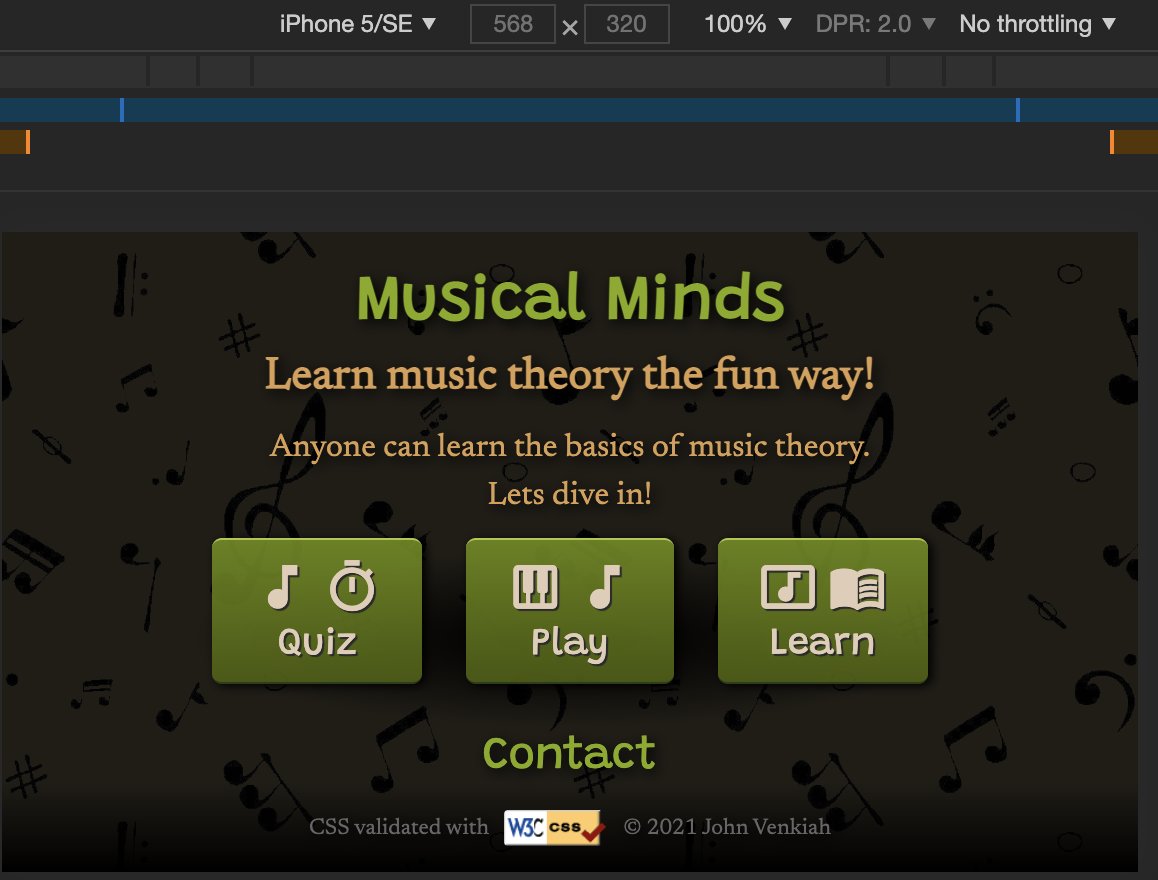 iPhone 5/SE ▼ 568 × 320 100% ▼ DPR: 2.0 ▼ No throttling ▼
Musical Minds
Learn music theory the fun way!
Anyone can learn the basics of music theory.
Lets dive in!
Quiz Play Learn
Contact
CSS validated with W3C css © 2021 John Venkiah